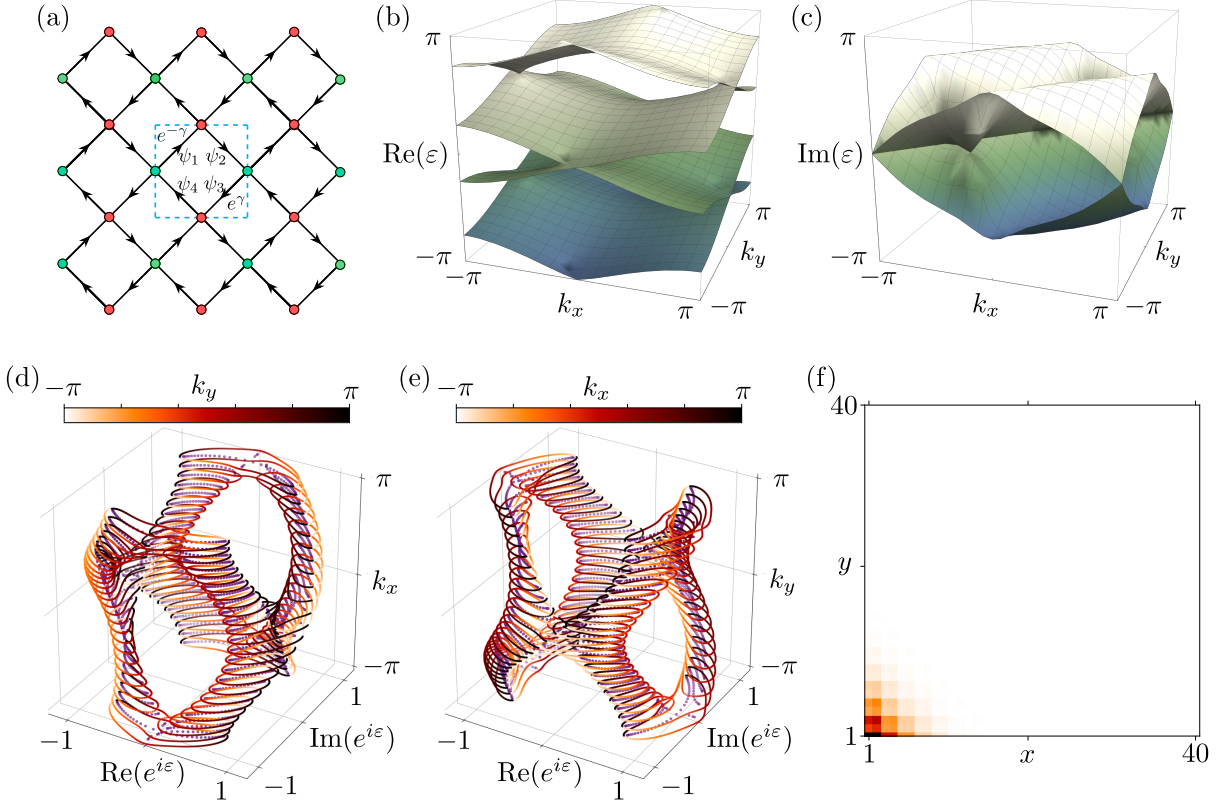 (a)
e^{-γ}
ψ₁ ψ₂
ψ₄ ψ₃
e^{γ}
(b)
π
Re(ε)
−π
−π
k_x
π
−π
k_y
π
(c)
π
Im(ε)
−π
−π
k_x
π
−π
k_y
π
(d)
−π
k_y
π
π
k_x
−π
−1
Re(e^{iε})
1
−1
Im(e^{iε})
1
(e)
−π
k_x
π
π
k_y
−π
−1
Re(e^{iε})
1
−1
Im(e^{iε})
1
(f)
40
y
1
1
x
40